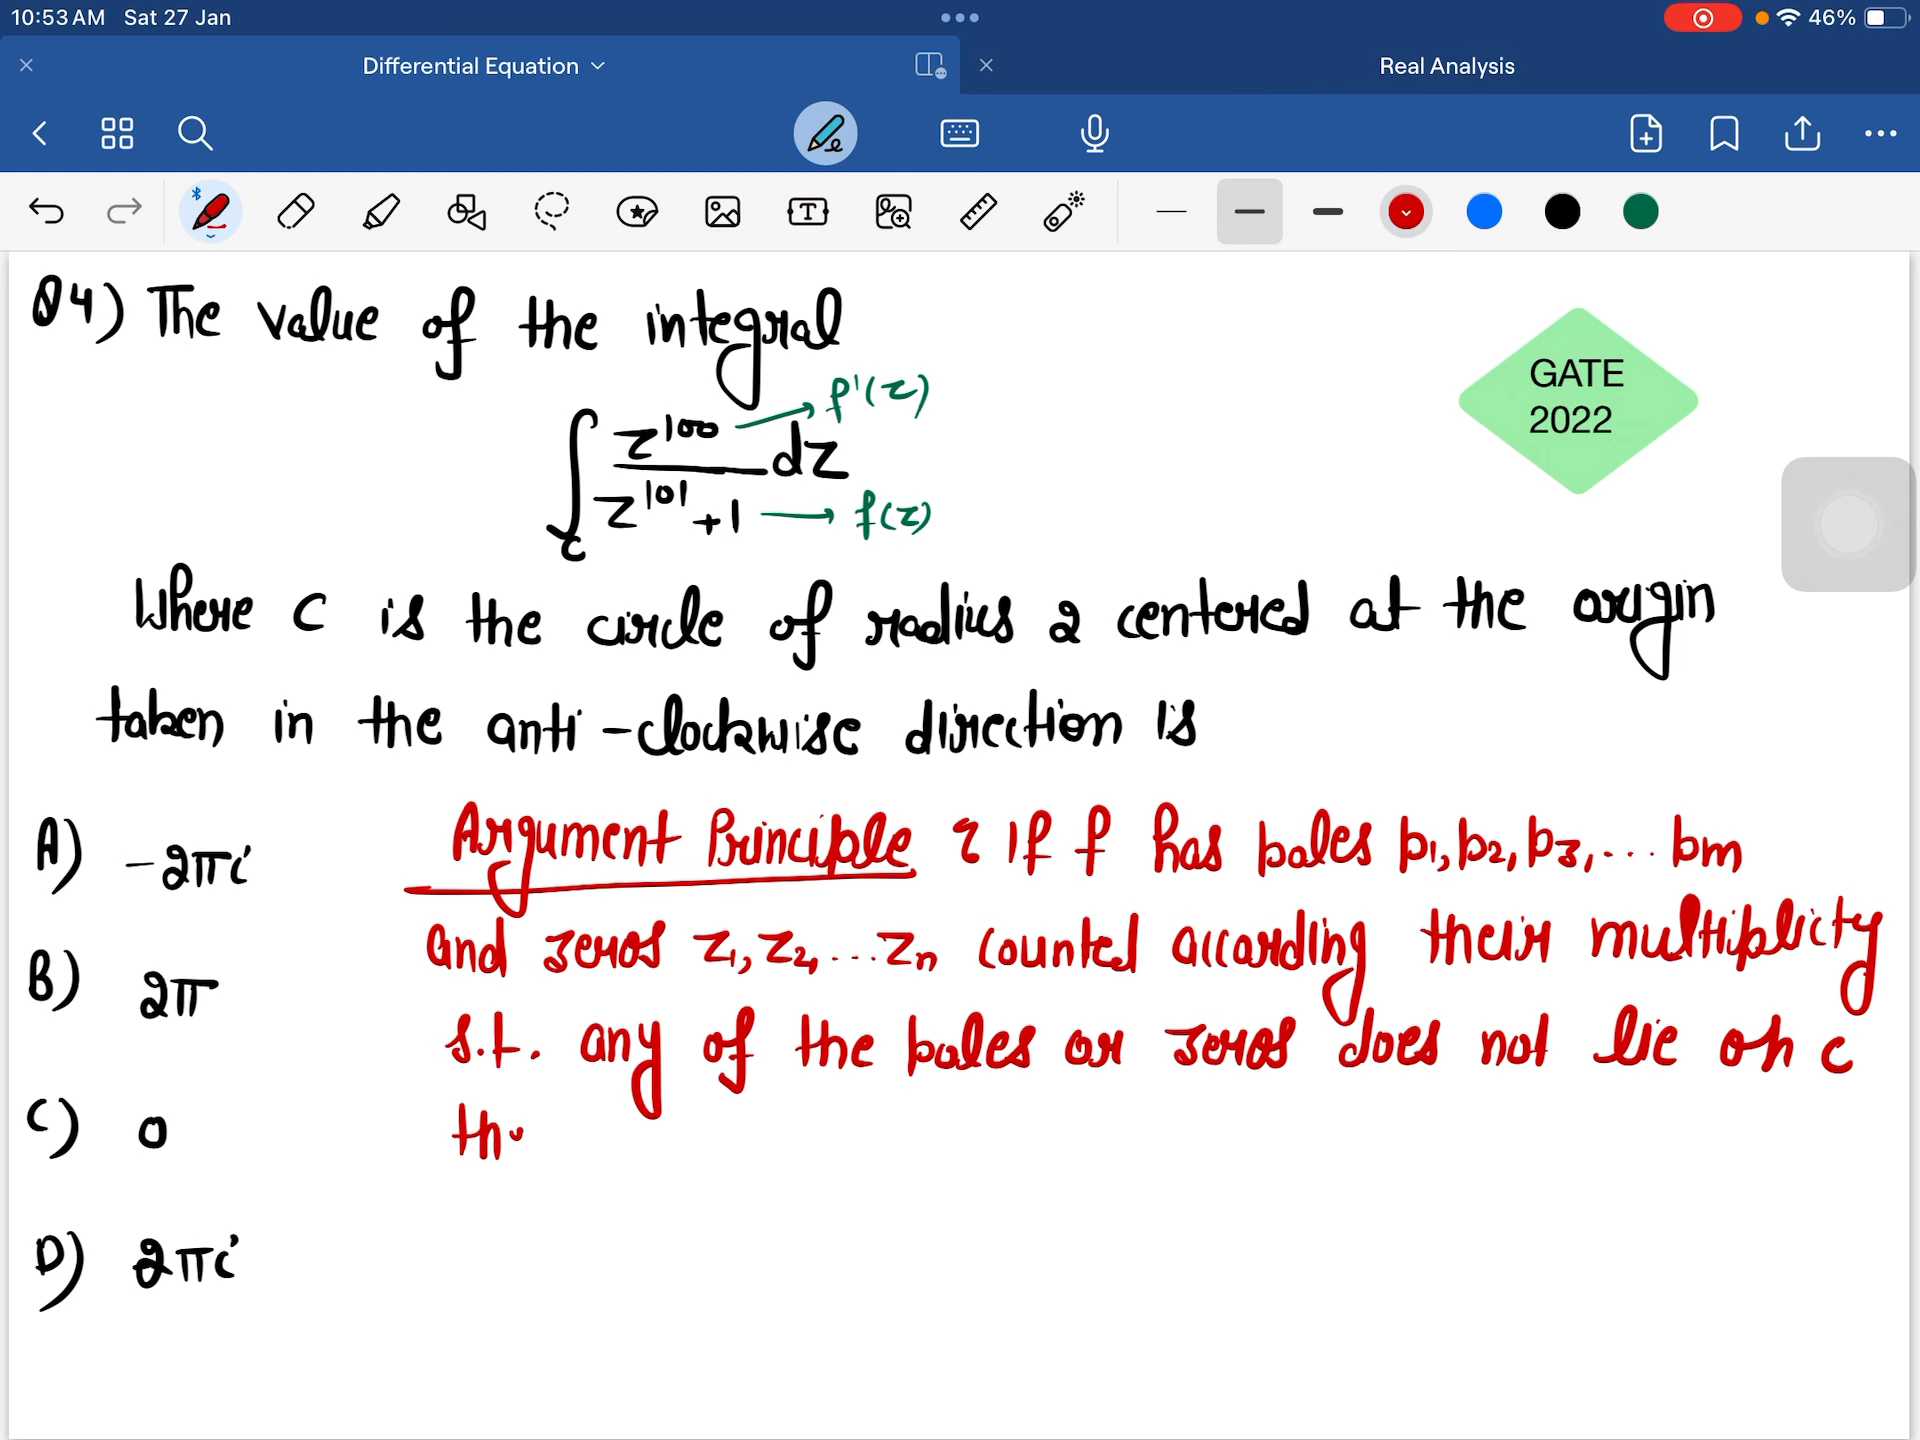 10:53 AM Sat 27 Jan
46%
Differential Equation
Real Analysis
Q4) The value of the integral
GATE
2022
∫_C z^100/(z^101+1) dz
→ f'(z)
→ f(z)
Where C is the circle of radius 2 centered at the origin
taken in the anti-clockwise direction is
A) -2πi
B) 2π
C) 0
D) 2πi
Argument Principle : If f has poles p1, p2, p3, ... pm
and zeros z1, z2, ... zn counted according their multiplicity
s.t. any of the poles or zeros does not lie on C